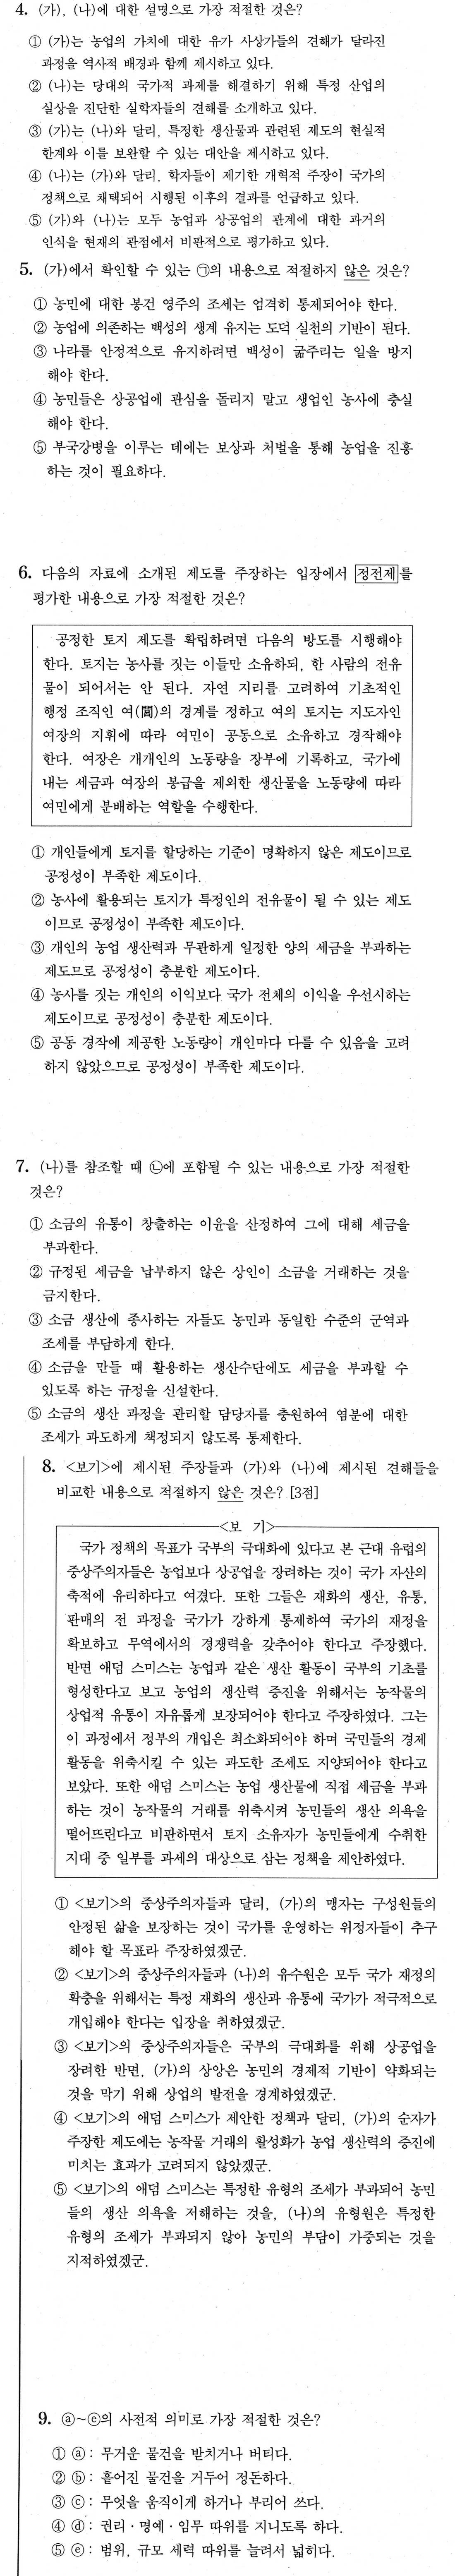 4. (가), (나)에 대한 설명으로 가장 적절한 것은?
① (가)는 농업의 가치에 대한 유가 사상가들의 견해가 달라진
과정을 역사적 배경과 함께 제시하고 있다.
② (나)는 당대의 국가적 과제를 해결하기 위해 특정 산업의
실상을 진단한 실학자들의 견해를 소개하고 있다.
③ (가)는 (나)와 달리, 특정한 생산물과 관련된 제도의 현실적
한계와 이를 보완할 수 있는 대안을 제시하고 있다.
④ (나)는 (가)와 달리, 학자들이 제기한 개혁적 주장이 국가의
정책으로 채택되어 시행된 이후의 결과를 언급하고 있다.
⑤ (가)와 (나)는 모두 농업과 상공업의 관계에 대한 과거의
인식을 현재의 관점에서 비판적으로 평가하고 있다.
5. (가)에서 확인할 수 있는 ㉠의 내용으로 적절하지 않은 것은?
① 농민에 대한 봉건 영주의 조세는 엄격히 통제되어야 한다.
② 농업에 의존하는 백성의 생계 유지는 도덕 실천의 기반이 된다.
③ 나라를 안정적으로 유지하려면 백성이 굶주리는 일을 방지
해야 한다.
④ 농민들은 상공업에 관심을 돌리지 말고 생업인 농사에 충실
해야 한다.
⑤ 부국강병을 이루는 데에는 보상과 처벌을 통해 농업을 진흥
하는 것이 필요하다.
6. 다음의 자료에 소개된 제도를 주장하는 입장에서 정전제를
평가한 내용으로 가장 적절한 것은?
공정한 토지 제도를 확립하려면 다음의 방도를 시행해야
한다. 토지는 농사를 짓는 이들만 소유하되, 한 사람의 전유
물이 되어서는 안 된다. 자연 지리를 고려하여 기초적인
행정 조직인 여(閭)의 경계를 정하고 여의 토지는 지도자인
여장의 지휘에 따라 여민이 공동으로 소유하고 경작해야
한다. 여장은 개개인의 노동량을 장부에 기록하고, 국가에
내는 세금과 여장의 봉급을 제외한 생산물을 노동량에 따라
여민에게 분배하는 역할을 수행한다.
① 개인들에게 토지를 할당하는 기준이 명확하지 않은 제도이므로
공정성이 부족한 제도이다.
② 농사에 활용되는 토지가 특정인의 전유물이 될 수 있는 제도
이므로 공정성이 부족한 제도이다.
③ 개인의 농업 생산력과 무관하게 일정한 양의 세금을 부과하는
제도므로 공정성이 충분한 제도이다.
④ 농사를 짓는 개인의 이익보다 국가 전체의 이익을 우선시하는
제도이므로 공정성이 충분한 제도이다.
⑤ 공동 경작에 제공한 노동량이 개인마다 다를 수 있음을 고려
하지 않았으므로 공정성이 부족한 제도이다.
7. (나)를 참조할 때 ㉡에 포함될 수 있는 내용으로 가장 적절한
것은?
① 소금의 유통이 창출하는 이윤을 산정하여 그에 대해 세금을
부과한다.
② 규정된 세금을 납부하지 않은 상인이 소금을 거래하는 것을
금지한다.
③ 소금 생산에 종사하는 자들도 농민과 동일한 수준의 군역과
조세를 부담하게 한다.
④ 소금을 만들 때 활용하는 생산수단에도 세금을 부과할 수
있도록 하는 규정을 신설한다.
⑤ 소금의 생산 과정을 관리할 담당자를 충원하여 염분에 대한
조세가 과도하게 책정되지 않도록 통제한다.
8. <보기>에 제시된 주장들과 (가)와 (나)에 제시된 견해들을
비교한 내용으로 적절하지 않은 것은? [3점]
<보 기>
국가 정책의 목표가 국부의 극대화에 있다고 본 근대 유럽의
중상주의자들은 농업보다 상공업을 장려하는 것이 국가 자산의
축적에 유리하다고 여겼다. 또한 그들은 재화의 생산, 유통,
판매의 전 과정을 국가가 강하게 통제하여 국가의 재정을
확보하고 무역에서의 경쟁력을 갖추어야 한다고 주장했다.
반면 애덤 스미스는 농업과 같은 생산 활동이 국부의 기초를
형성한다고 보고 농업의 생산력 증진을 위해서는 농작물의
상업적 유통이 자유롭게 보장되어야 한다고 주장하였다. 그는
이 과정에서 정부의 개입은 최소화되어야 하며 국민들의 경제
활동을 위축시킬 수 있는 과도한 조세도 지양되어야 한다고
보았다. 또한 애덤 스미스는 농업 생산물에 직접 세금을 부과
하는 것이 농작물의 거래를 위축시켜 농민들의 생산 의욕을
떨어뜨린다고 비판하면서 토지 소유자가 농민들에게 수취한
지대 중 일부를 과세의 대상으로 삼는 정책을 제안하였다.
① <보기>의 중상주의자들과 달리, (가)의 맹자는 구성원들의
안정된 삶을 보장하는 것이 국가를 운영하는 위정자들이 추구
해야 할 목표라 주장하였겠군.
② <보기>의 중상주의자들과 (나)의 유수원은 모두 국가 재정의
확충을 위해서는 특정 재화의 생산과 유통에 국가가 적극적으로
개입해야 한다는 입장을 취하였겠군.
③ <보기>의 중상주의자들은 국부의 극대화를 위해 상공업을
장려한 반면, (가)의 상앙은 농민의 경제적 기반이 약화되는
것을 막기 위해 상업의 발전을 경계하였겠군.
④ <보기>의 애덤 스미스가 제안한 정책과 달리, (가)의 순자가
주장한 제도에는 농작물 거래의 활성화가 농업 생산력의 증진에
미치는 효과가 고려되지 않았겠군.
⑤ <보기>의 애덤 스미스는 특정한 유형의 조세가 부과되어 농민
들의 생산 의욕을 저해하는 것을, (나)의 유형원은 특정한
유형의 조세가 부과되지 않아 농민의 부담이 가중되는 것을
지적하였겠군.
9. ⓐ~ⓔ의 사전적 의미로 가장 적절한 것은?
① ⓐ: 무거운 물건을 받치거나 버티다.
② ⓑ: 흩어진 물건을 거두어 정돈하다.
③ ⓒ: 무엇을 움직이게 하거나 부리어 쓰다.
④ ⓓ: 권리·명예·임무 따위를 지니도록 하다.
⑤ ⓔ: 범위, 규모 세력 따위를 늘려서 넓히다.